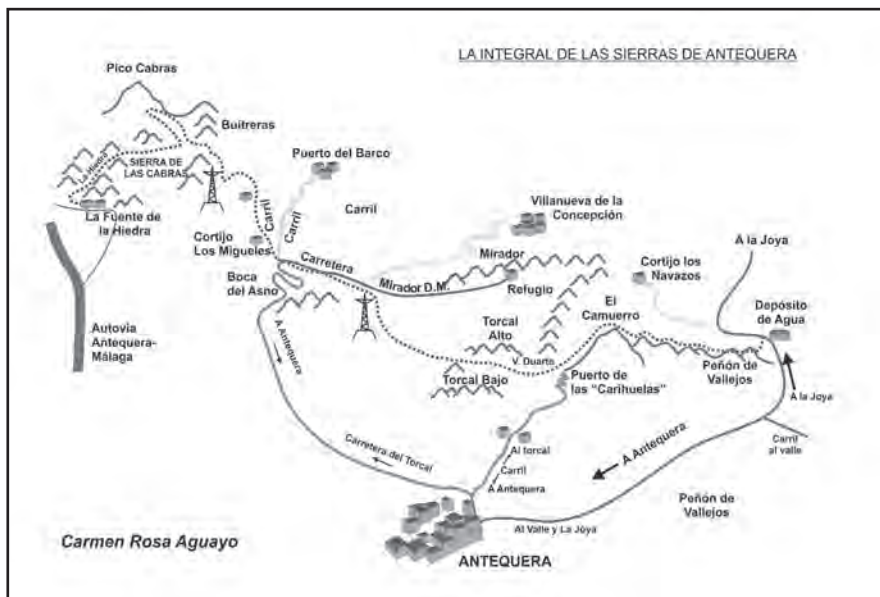 LA INTEGRAL DE LAS SIERRAS DE ANTEQUERA
Pico Cabras
Buitreras
La Hiedra
SIERRA DE
LAS CABRAS
La Fuente de
la Hiedra
Autovia
Antequera-
Málaga
Puerto del Barco
Carril
Carril
Carril
Cortijo
Los Migueles
Boca
del Asno
Carretera
Villanueva de la
Concepción
Mirador
Mirador D.M.
Refugio
Cortijo los
Navazos
A la Joya
Depósito
de Agua
El
Camuerro
Torcal
Alto
V. Duarte
Torcal Bajo
Puerto de
las "Carihuelas"
Peñón de
Vallejos
A la Joya
Carril
al valle
A Antequera
Carretera del Torcal
Al torcal
Carril
A Antequera
A Antequera
Peñón de
Vallejos
Al Valle y La Joya
ANTEQUERA
Carmen Rosa Aguayo